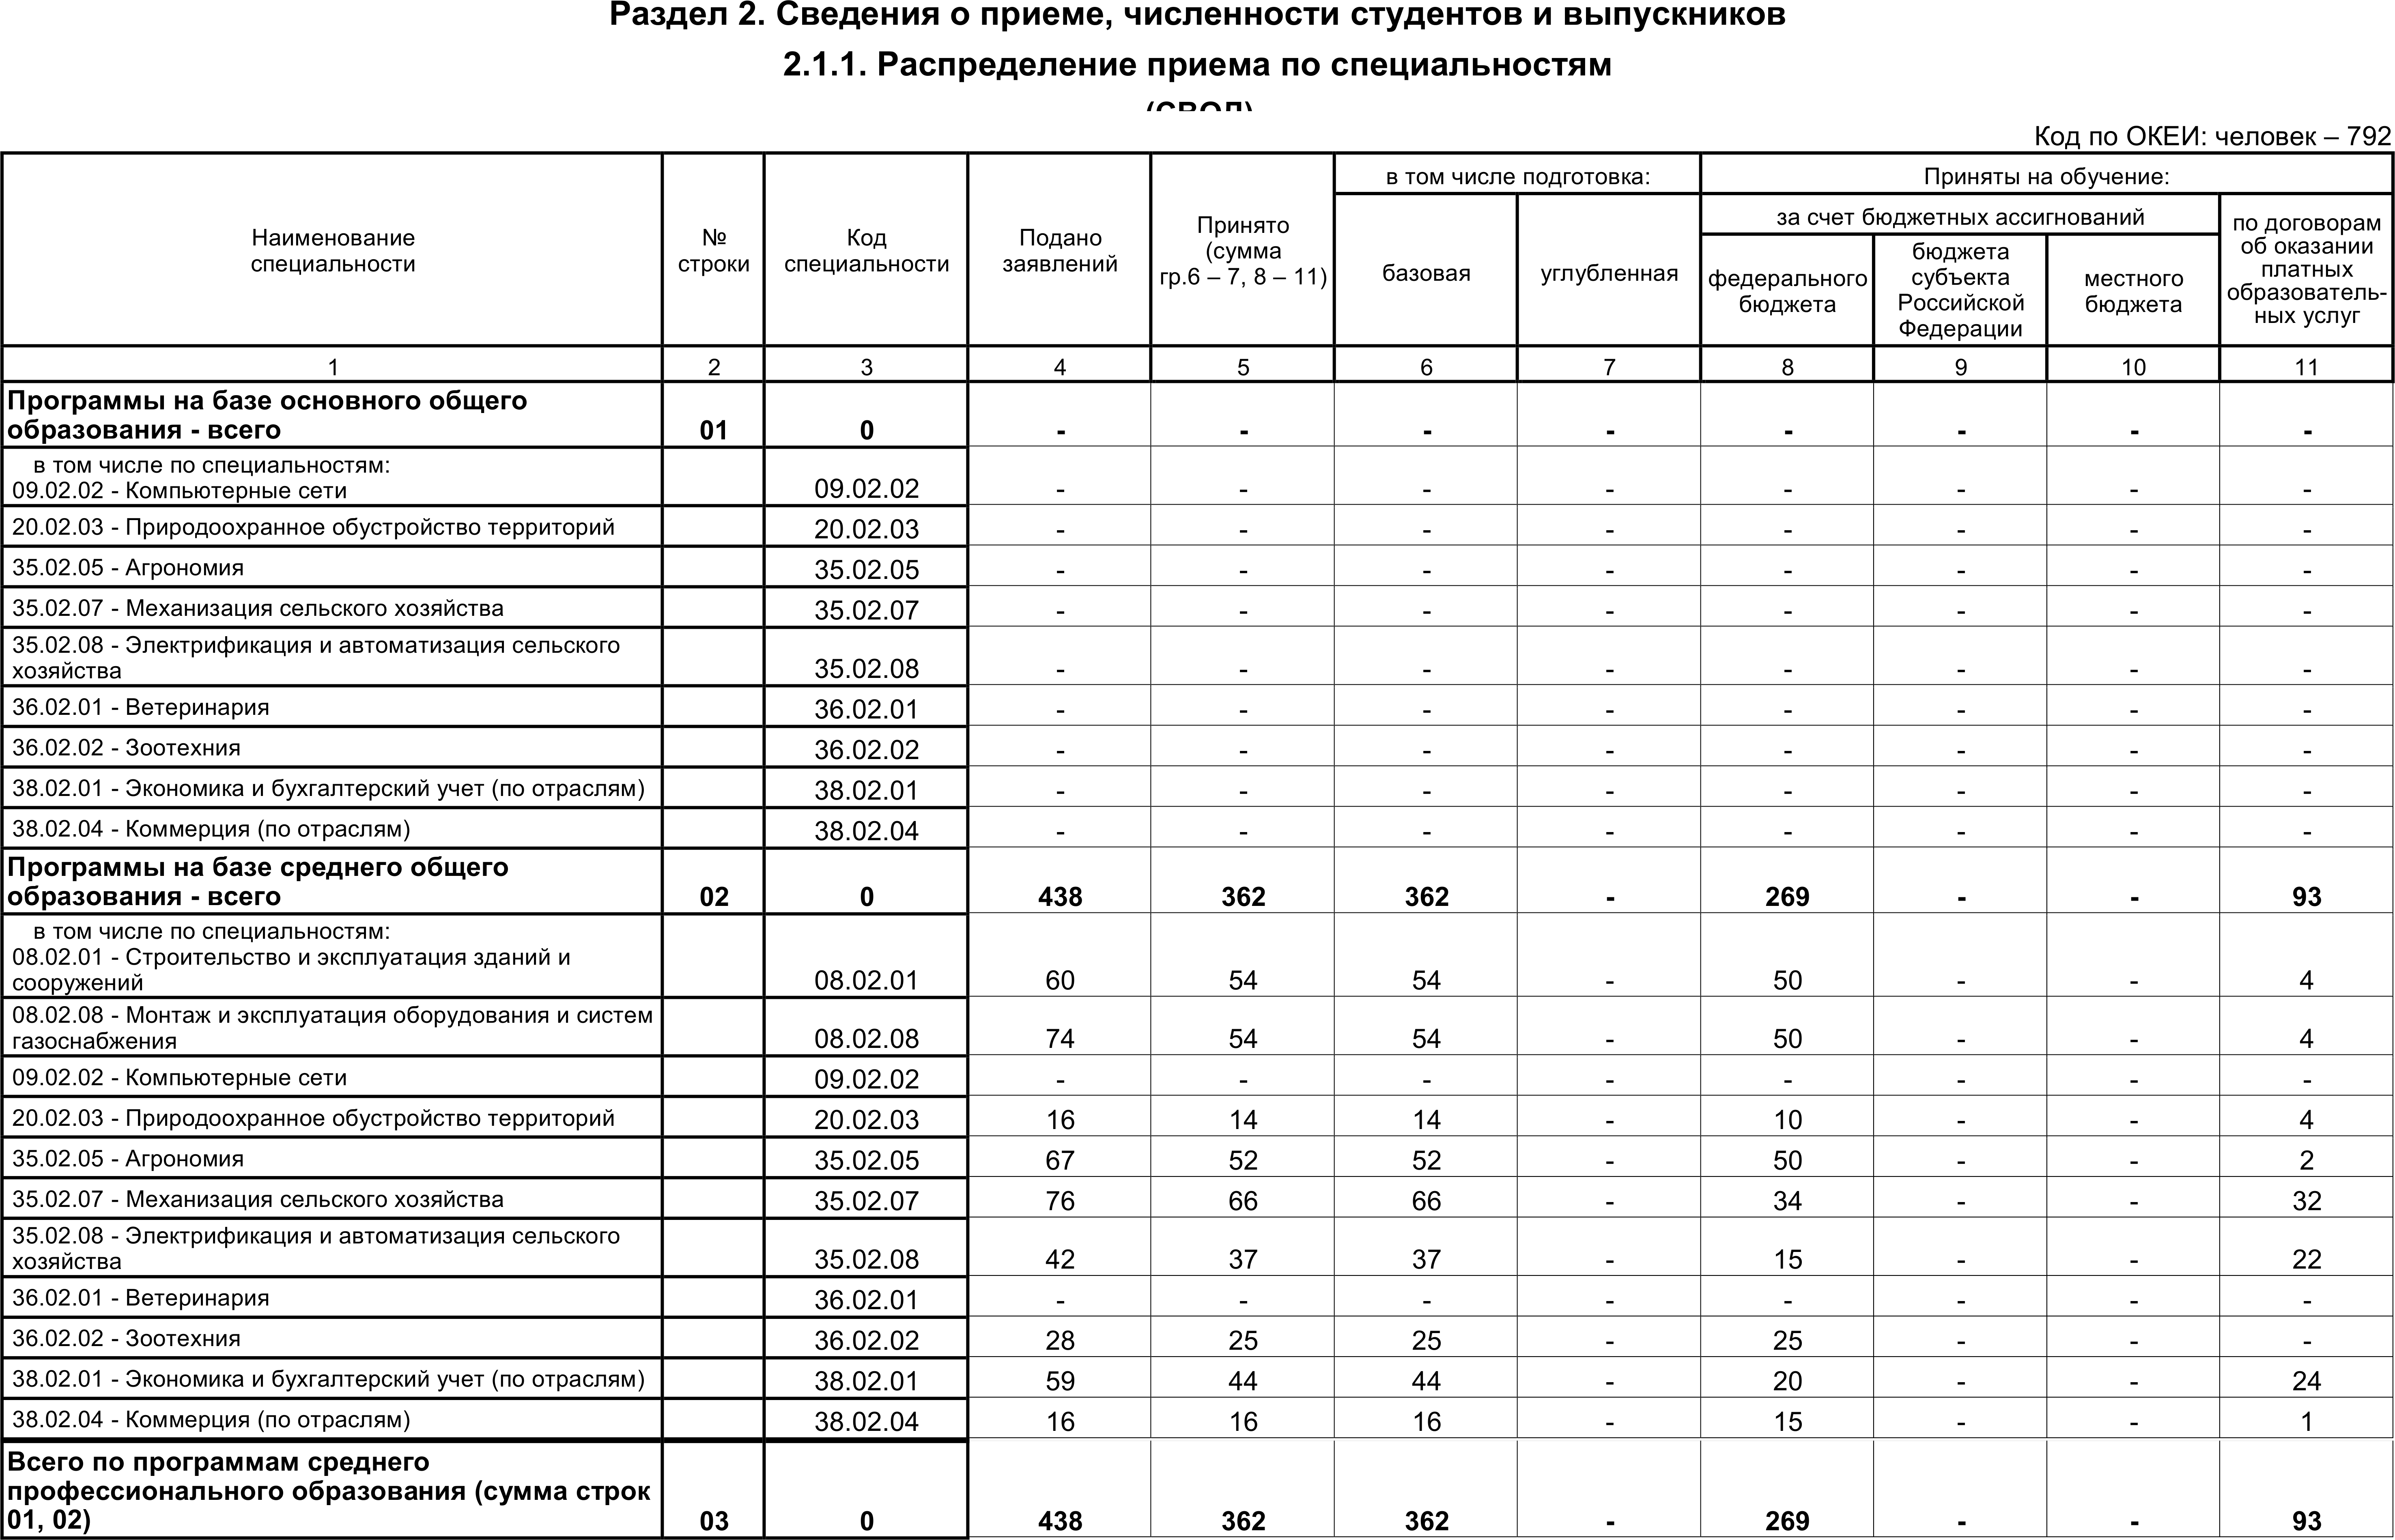 Раздел 2. Сведения о приеме, численности студентов и выпускников
2.1.1. Распределение приема по специальностям
(СВОД)
Код по ОКЕИ: человек – 792
Наименование специальности | № строки | Код специальности | Подано заявлений | Принято (сумма гр.6 – 7, 8 – 11) | в том числе подготовка: | Приняты на обучение:
базовая | углубленная | за счет бюджетных ассигнований | по договорам об оказании платных образователь-ных услуг
федерального бюджета | бюджета субъекта Российской Федерации | местного бюджета
1 2 3 4 5 6 7 8 9 10 11
Программы на базе основного общего
образования - всего 01 0 - - - - - - - -
в том числе по специальностям:
09.02.02 - Компьютерные сети 09.02.02 - - - - - - - -
20.02.03 - Природоохранное обустройство территорий 20.02.03 - - - - - - - -
35.02.05 - Агрономия 35.02.05 - - - - - - - -
35.02.07 - Механизация сельского хозяйства 35.02.07 - - - - - - - -
35.02.08 - Электрификация и автоматизация сельского
хозяйства 35.02.08 - - - - - - - -
36.02.01 - Ветеринария 36.02.01 - - - - - - - -
36.02.02 - Зоотехния 36.02.02 - - - - - - - -
38.02.01 - Экономика и бухгалтерский учет (по отраслям) 38.02.01 - - - - - - - -
38.02.04 - Коммерция (по отраслям) 38.02.04 - - - - - - - -
Программы на базе среднего общего
образования - всего 02 0 438 362 362 - 269 - - 93
в том числе по специальностям:
08.02.01 - Строительство и эксплуатация зданий и
сооружений 08.02.01 60 54 54 - 50 - - 4
08.02.08 - Монтаж и эксплуатация оборудования и систем
газоснабжения 08.02.08 74 54 54 - 50 - - 4
09.02.02 - Компьютерные сети 09.02.02 - - - - - - - -
20.02.03 - Природоохранное обустройство территорий 20.02.03 16 14 14 - 10 - - 4
35.02.05 - Агрономия 35.02.05 67 52 52 - 50 - - 2
35.02.07 - Механизация сельского хозяйства 35.02.07 76 66 66 - 34 - - 32
35.02.08 - Электрификация и автоматизация сельского
хозяйства 35.02.08 42 37 37 - 15 - - 22
36.02.01 - Ветеринария 36.02.01 - - - - - - - -
36.02.02 - Зоотехния 36.02.02 28 25 25 - 25 - - -
38.02.01 - Экономика и бухгалтерский учет (по отраслям) 38.02.01 59 44 44 - 20 - - 24
38.02.04 - Коммерция (по отраслям) 38.02.04 16 16 16 - 15 - - 1
Всего по программам среднего
профессионального образования (сумма строк
01, 02) 03 0 438 362 362 - 269 - - 93